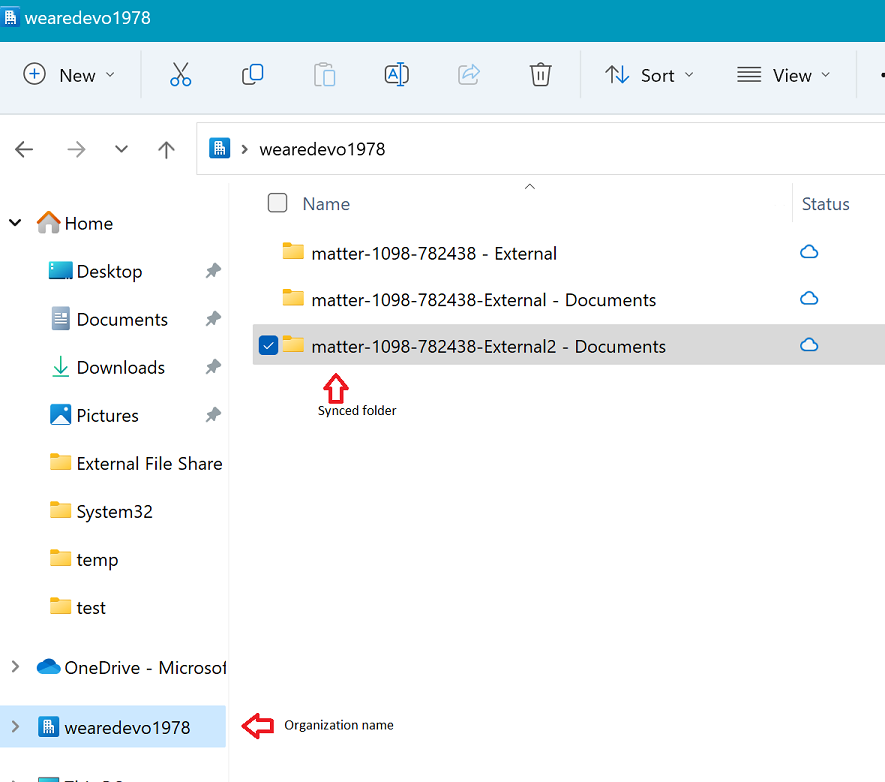 wearedevo1978
New
Sort
View
wearedevo1978
Name
Status
Home
Desktop
Documents
Downloads
Pictures
External File Share
System32
temp
test
OneDrive - Microsof
wearedevo1978
matter-1098-782438 - External
matter-1098-782438-External - Documents
matter-1098-782438-External2 - Documents
Synced folder
Organization name